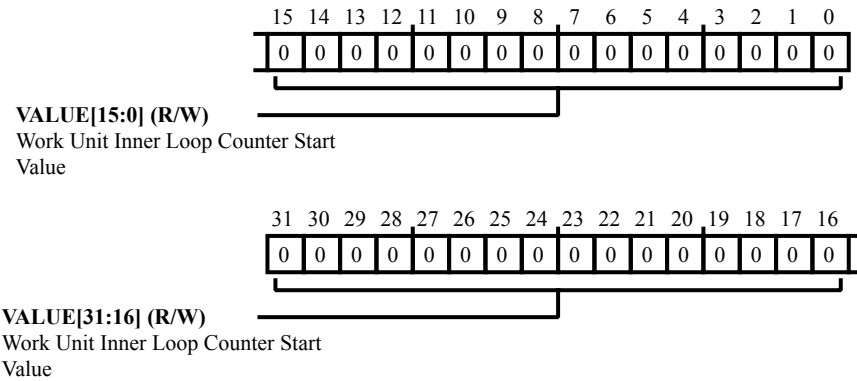 15 14 13 12 11 10 9 8 7 6 5 4 3 2 1 0
0 0 0 0 0 0 0 0 0 0 0 0 0 0 0 0
VALUE[15:0] (R/W)
Work Unit Inner Loop Counter Start
Value
31 30 29 28 27 26 25 24 23 22 21 20 19 18 17 16
0 0 0 0 0 0 0 0 0 0 0 0 0 0 0 0
VALUE[31:16] (R/W)
Work Unit Inner Loop Counter Start
Value